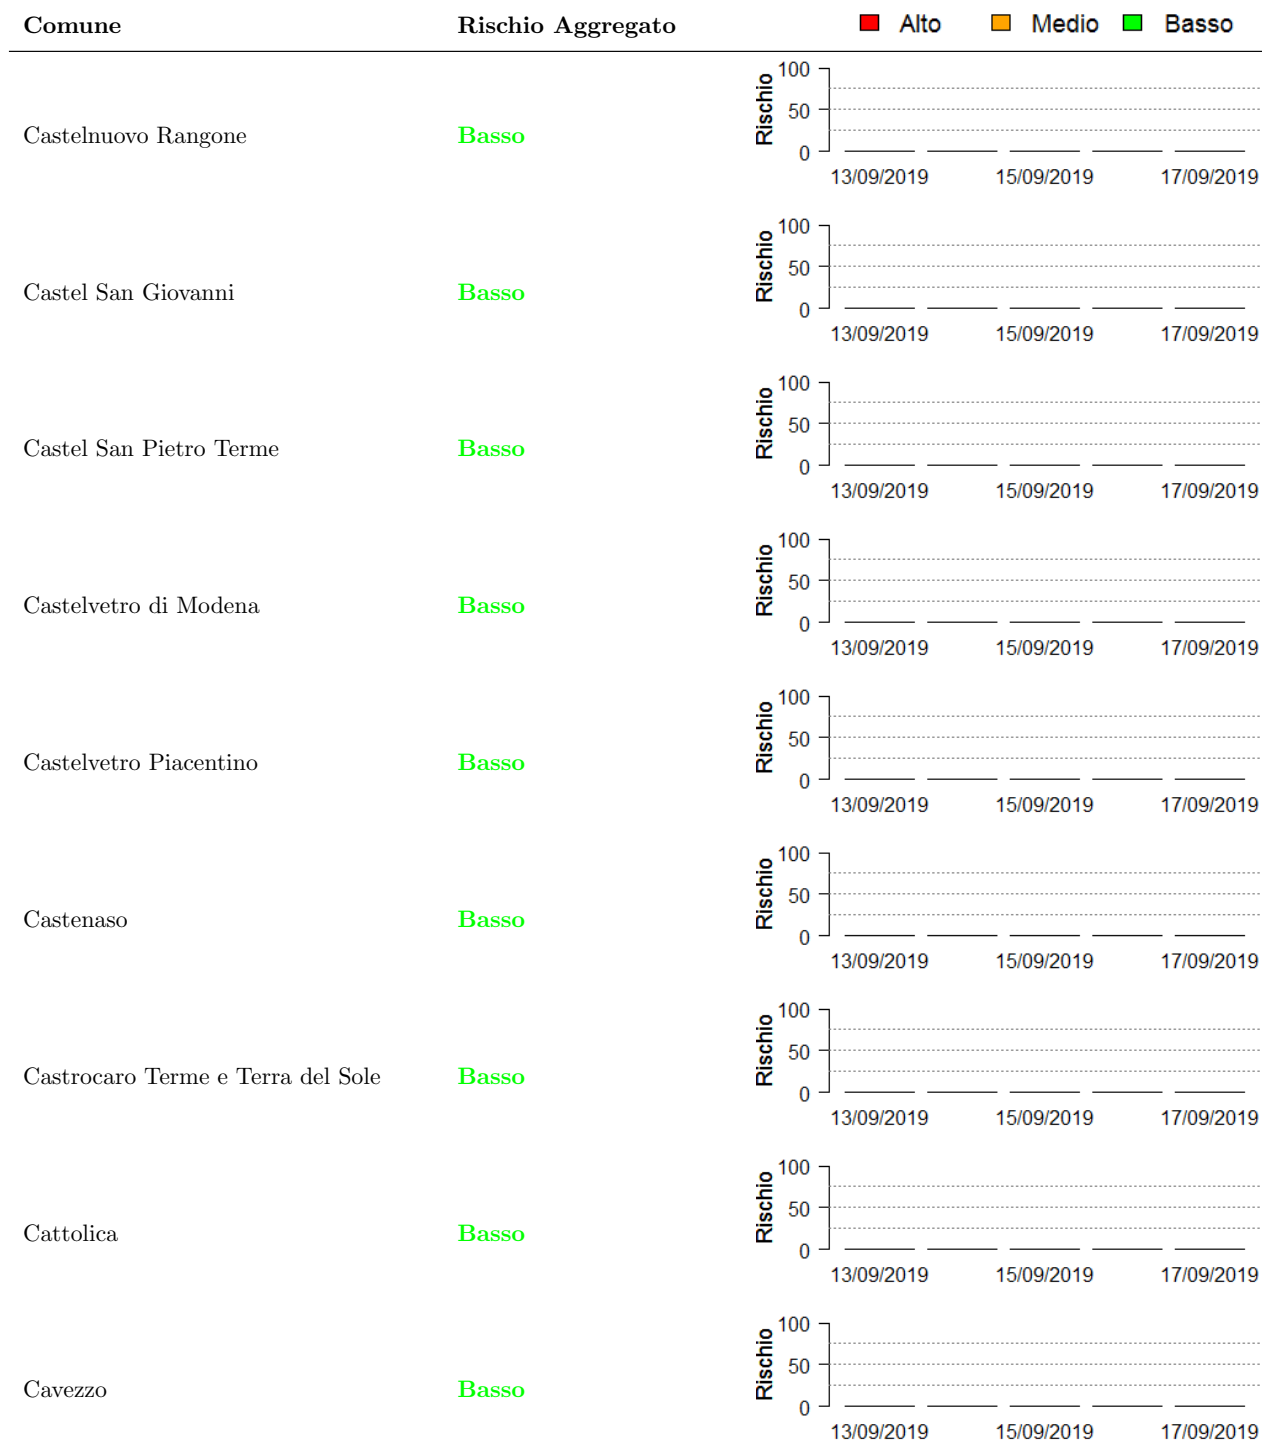 Comune Rischio Aggregato Alto Medio Basso
Castelnuovo Rangone Basso Rischio 100 50 0
13/09/2019 15/09/2019 17/09/2019
Castel San Giovanni Basso Rischio 100 50 0
13/09/2019 15/09/2019 17/09/2019
Castel San Pietro Terme Basso Rischio 100 50 0
13/09/2019 15/09/2019 17/09/2019
Castelvetro di Modena Basso Rischio 100 50 0
13/09/2019 15/09/2019 17/09/2019
Castelvetro Piacentino Basso Rischio 100 50 0
13/09/2019 15/09/2019 17/09/2019
Castenaso Basso Rischio 100 50 0
13/09/2019 15/09/2019 17/09/2019
Castrocaro Terme e Terra del Sole Basso Rischio 100 50 0
13/09/2019 15/09/2019 17/09/2019
Cattolica Basso Rischio 100 50 0
13/09/2019 15/09/2019 17/09/2019
Cavezzo Basso Rischio 100 50 0
13/09/2019 15/09/2019 17/09/2019